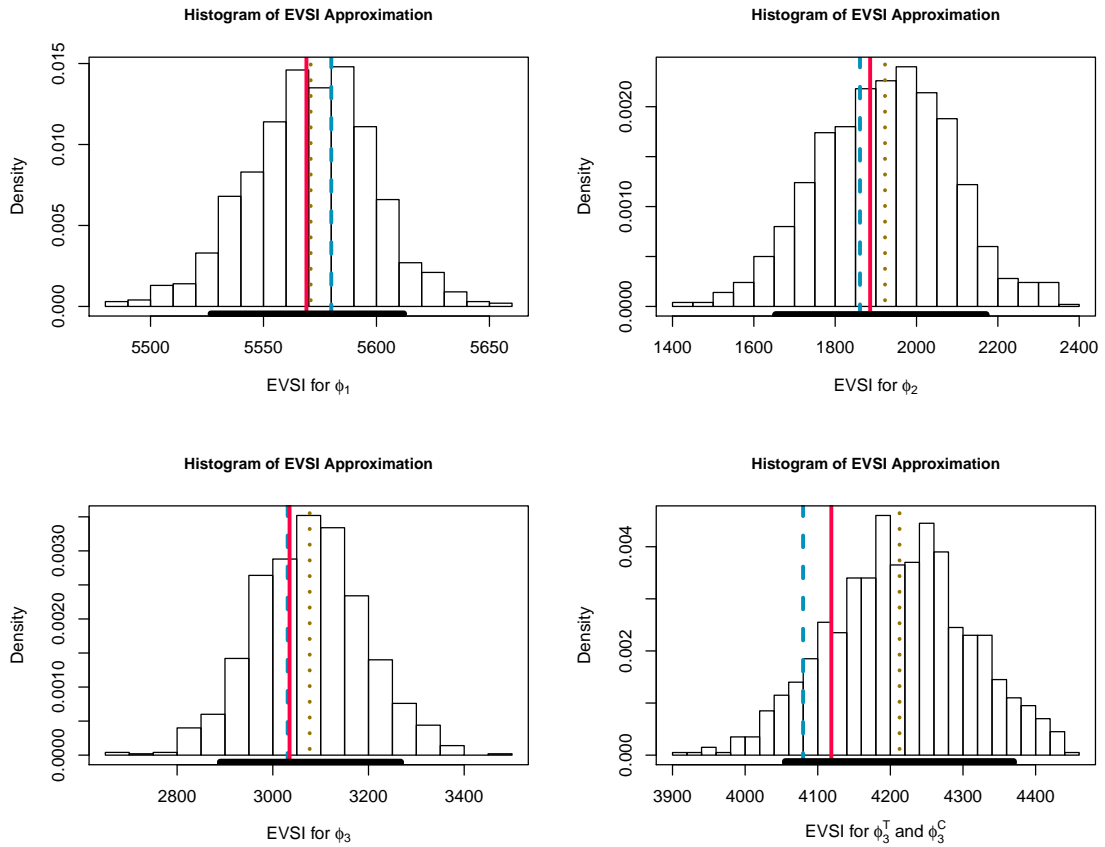 Histogram of EVSI Approximation
Density
0.000 0.005 0.010 0.015
5500 5550 5600 5650
EVSI for ϕ1
Histogram of EVSI Approximation
Density
0.0000 0.0010 0.0020
1400 1600 1800 2000 2200 2400
EVSI for ϕ2
Histogram of EVSI Approximation
Density
0.0000 0.0010 0.0020 0.0030
2800 3000 3200 3400
EVSI for ϕ3
Histogram of EVSI Approximation
Density
0.000 0.002 0.004
3900 4000 4100 4200 4300 4400
EVSI for ϕ3^T and ϕ3^C